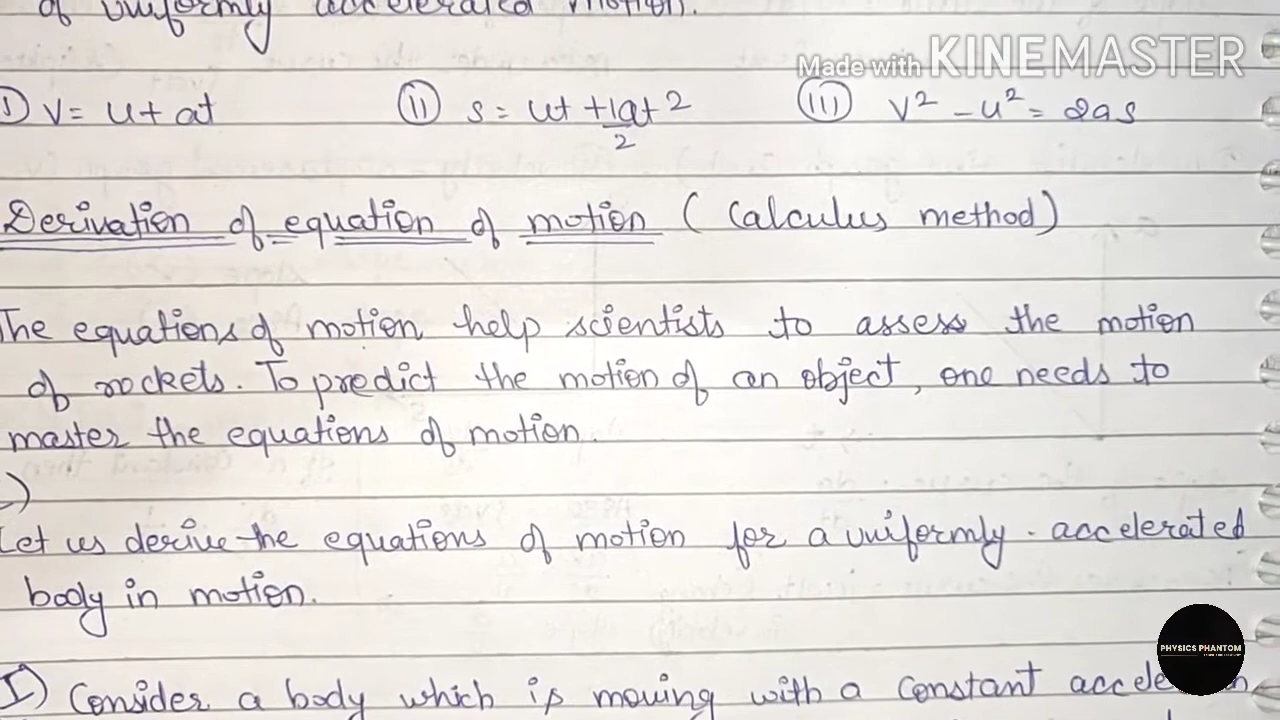 of uniformly accelerated motion.
Made with KINEMASTER
I) v = u + at (II) s = ut + 1/2 at² (III) v² - u² = 2as
Derivation of equation of motion (Calculus method)
The equations of motion help scientists to assess the motion
of rockets. To predict the motion of an object, one needs to
master the equations of motion.
)
Let us derive the equations of motion for a uniformly. accelerated
body in motion.
PHYSICS PHANTOM
I) Consider a body which is moving with a constant